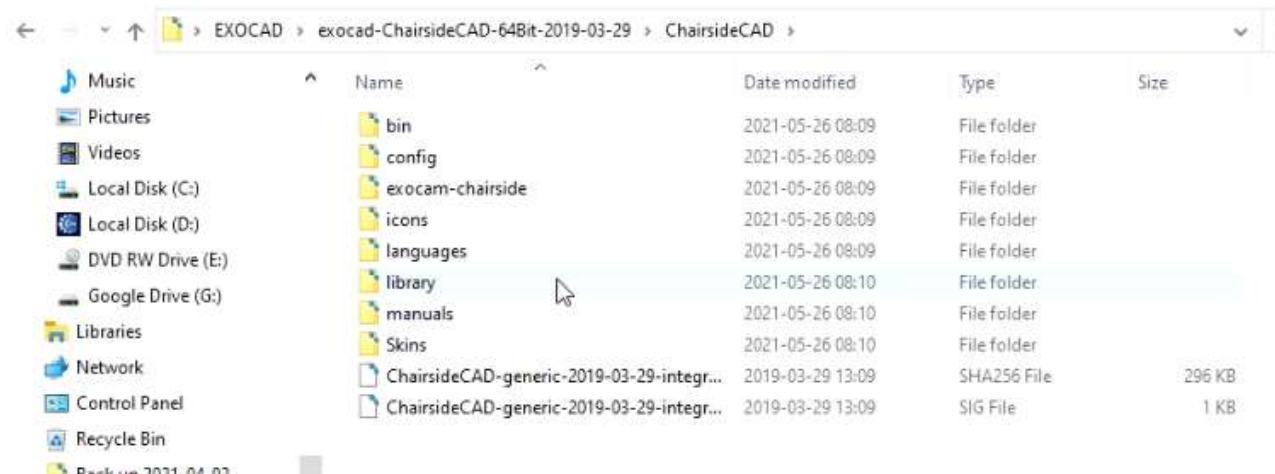 EXOCAD › exocad-ChairsideCAD-64Bit-2019-03-29 › ChairsideCAD ›
Music
Pictures
Videos
Local Disk (C:)
Local Disk (D:)
DVD RW Drive (E:)
Google Drive (G:)
Libraries
Network
Control Panel
Recycle Bin
Back up 2021-04-02
Name Date modified Type Size
bin 2021-05-26 08:09 File folder
config 2021-05-26 08:09 File folder
exocam-chairside 2021-05-26 08:09 File folder
icons 2021-05-26 08:09 File folder
languages 2021-05-26 08:09 File folder
library 2021-05-26 08:10 File folder
manuals 2021-05-26 08:10 File folder
Skins 2021-05-26 08:10 File folder
ChairsideCAD-generic-2019-03-29-integr... 2019-03-29 13:09 SHA256 File 296 KB
ChairsideCAD-generic-2019-03-29-integr... 2019-03-29 13:09 SIG File 1 KB